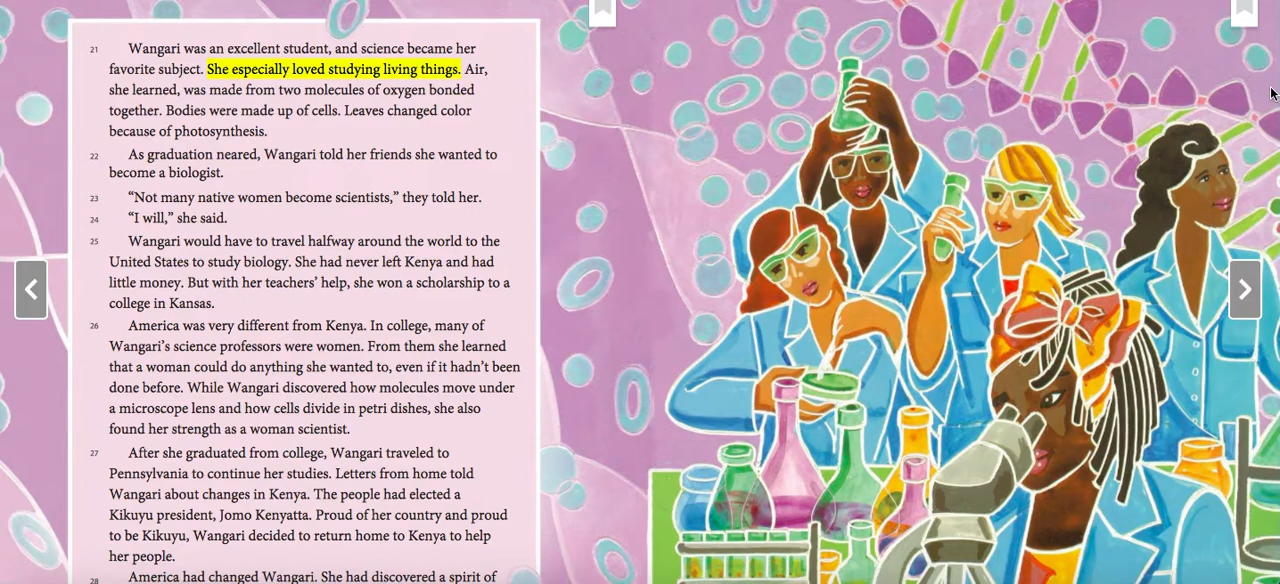 21 Wangari was an excellent student, and science became her
favorite subject. She especially loved studying living things. Air,
she learned, was made from two molecules of oxygen bonded
together. Bodies were made up of cells. Leaves changed color
because of photosynthesis.
22 As graduation neared, Wangari told her friends she wanted to
become a biologist.
23 “Not many native women become scientists,” they told her.
24 “I will,” she said.
25 Wangari would have to travel halfway around the world to the
United States to study biology. She had never left Kenya and had
little money. But with her teachers’ help, she won a scholarship to a
college in Kansas.
26 America was very different from Kenya. In college, many of
Wangari’s science professors were women. From them she learned
that a woman could do anything she wanted to, even if it hadn’t been
done before. While Wangari discovered how molecules move under
a microscope lens and how cells divide in petri dishes, she also
found her strength as a woman scientist.
27 After she graduated from college, Wangari traveled to
Pennsylvania to continue her studies. Letters from home told
Wangari about changes in Kenya. The people had elected a
Kikuyu president, Jomo Kenyatta. Proud of her country and proud
to be Kikuyu, Wangari decided to return home to Kenya to help
her people.
28 America had changed Wangari. She had discovered a spirit of